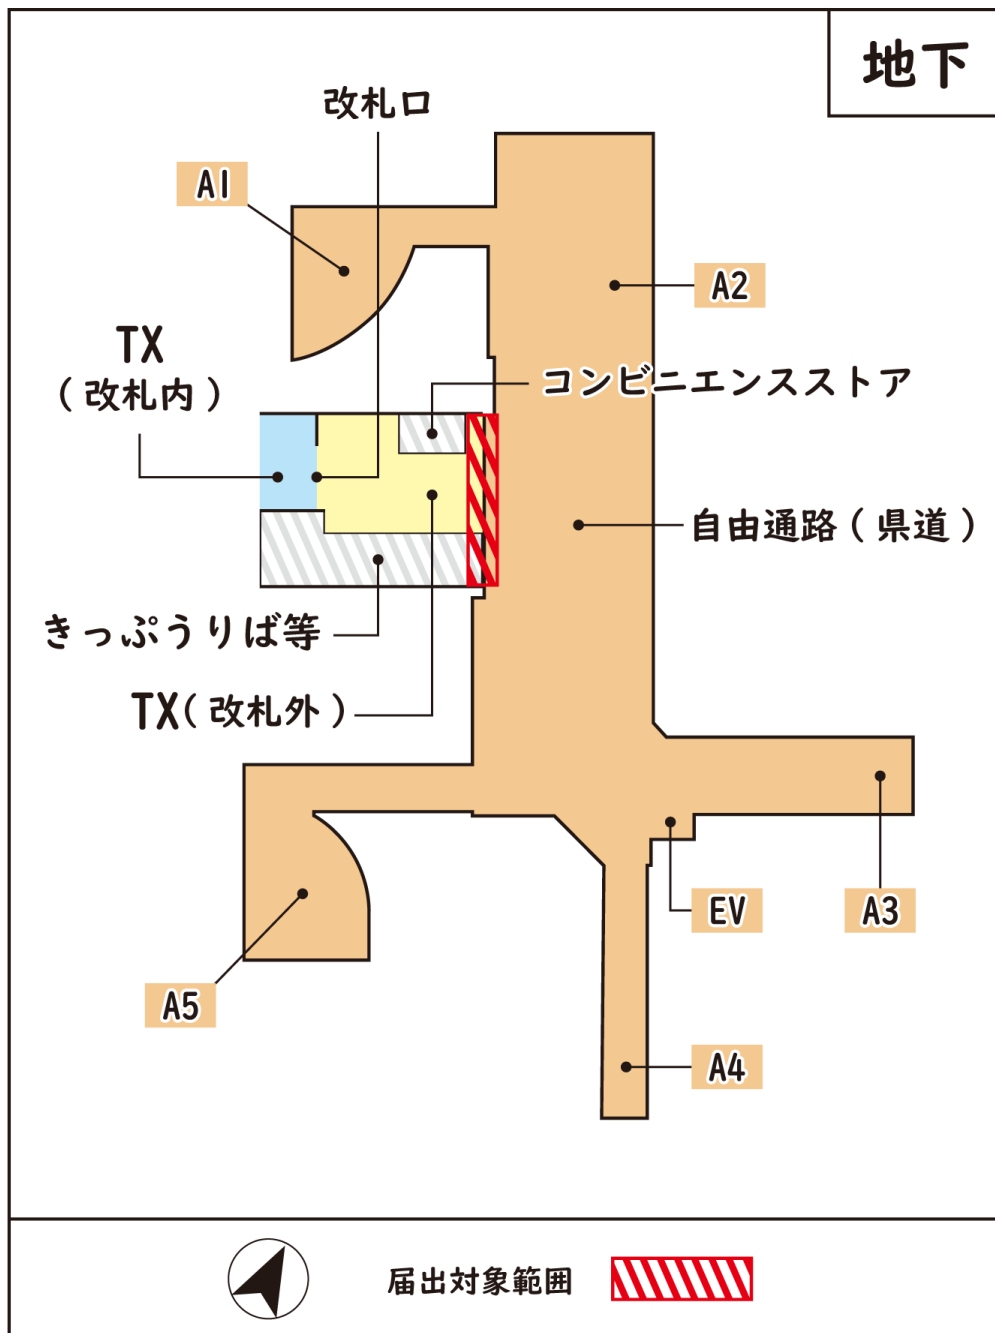 地下
改札口
A1
A2
TX
(改札内)
コンビニエンスストア
自由通路(県道)
きっぷうりば等
TX(改札外)
EV
A3
A5
A4
届出対象範囲